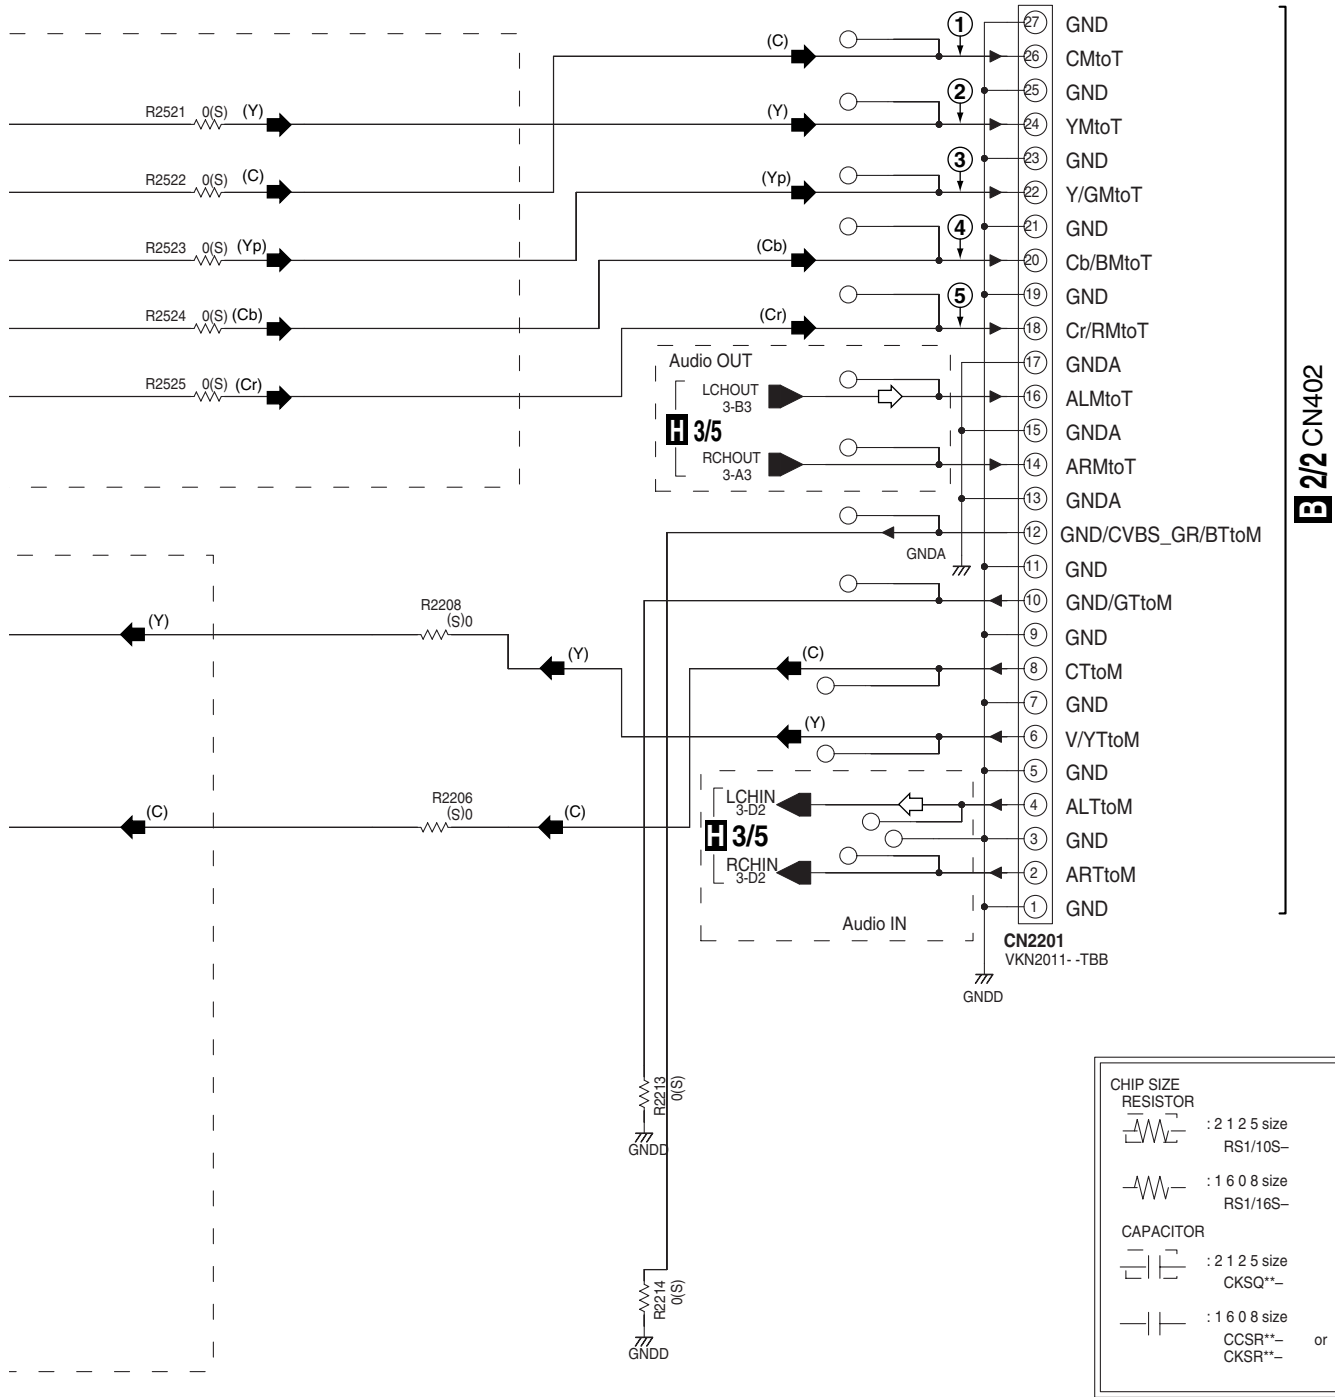 R2521 0(S) (Y)
R2522 0(S) (C)
R2523 0(S) (Yp)
R2524 0(S) (Cb)
R2525 0(S) (Cr)
(C)
(Y)
(Yp)
(Cb)
(Cr)
1
2
3
4
5
Audio OUT
LCHOUT
3-B3
H 3/5
RCHOUT
3-A3
27 GND
26 CMtoT
25 GND
24 YMtoT
23 GND
22 Y/GMtoT
21 GND
20 Cb/BMtoT
19 GND
18 Cr/RMtoT
17 GNDA
16 ALMtoT
15 GNDA
14 ARMtoT
13 GNDA
12 GND/CVBS_GR/BTtoM
11 GND
10 GND/GTtoM
9 GND
8 CTtoM
7 GND
6 V/YTtoM
5 GND
4 ALTtoM
3 GND
2 ARTtoM
1 GND
CN2201
VKN2011- -TBB
GNDD
B 2/2 CN402
GNDA
(Y)
R2208
(S)0
(Y)
(C)
(Y)
(C)
R2206
(S)0
(C)
LCHIN
3-D2
H 3/5
RCHIN
3-D2
Audio IN
R2213
0(S)
GNDD
R2214
0(S)
GNDD
CHIP SIZE
RESISTOR
: 2 1 2 5 size
RS1/10S–
: 1 6 0 8 size
RS1/16S–
CAPACITOR
: 2 1 2 5 size
CKSQ**–
: 1 6 0 8 size
CCSR**– or
CKSR**–